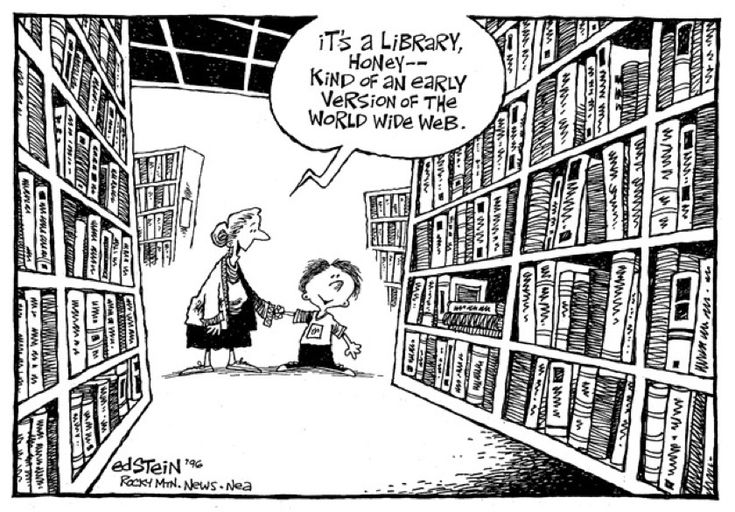 iT's a LiBRaRY,
HoNeY--
KiND oF aN eaRLY
VeRSioN oF THe
WoRLD WiDe WeB.
edSTeiN '96
ROCKY MTN. NeWS · Nea